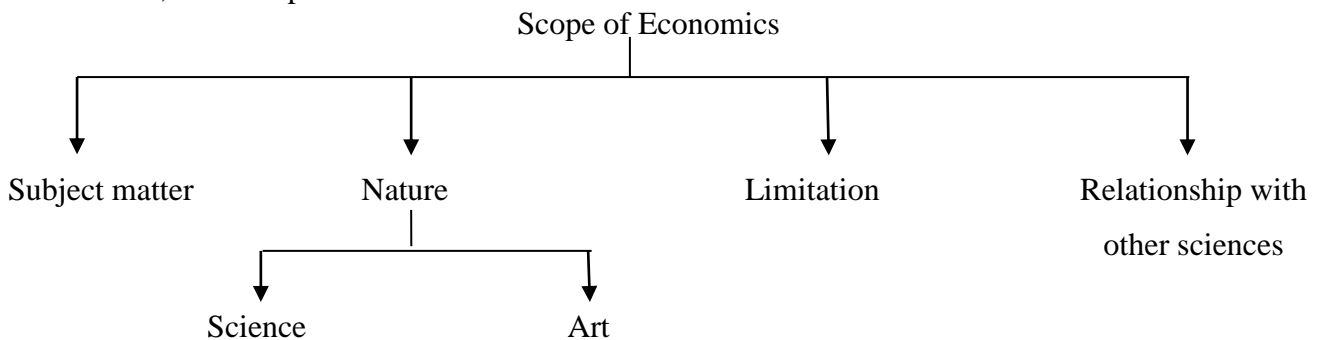 Scope of Economics
Subject matter Nature Limitation Relationship with
other sciences
Science Art